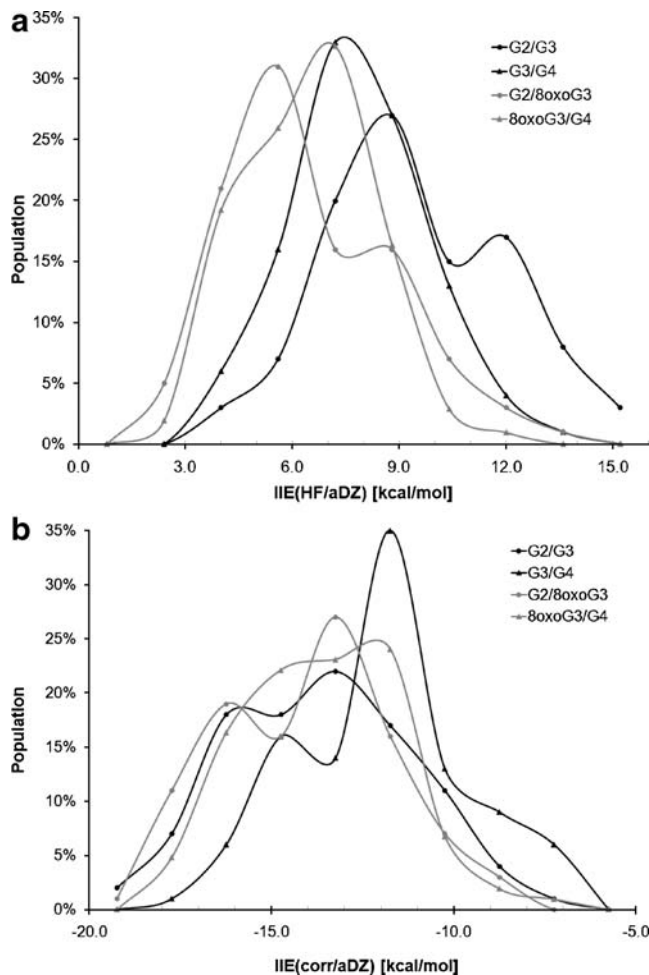 a
35%
30%
25%
20%
15%
10%
5%
0%
Population
G2/G3
G3/G4
G2/8oxoG3
8oxoG3/G4
0.0 3.0 6.0 9.0 12.0 15.0
IIE(HF/aDZ) [kcal/mol]
b
35%
30%
25%
20%
15%
10%
5%
0%
Population
G2/G3
G3/G4
G2/8oxoG3
8oxoG3/G4
-20.0 -15.0 -10.0 -5.0
IIE(corr/aDZ) [kcal/mol]